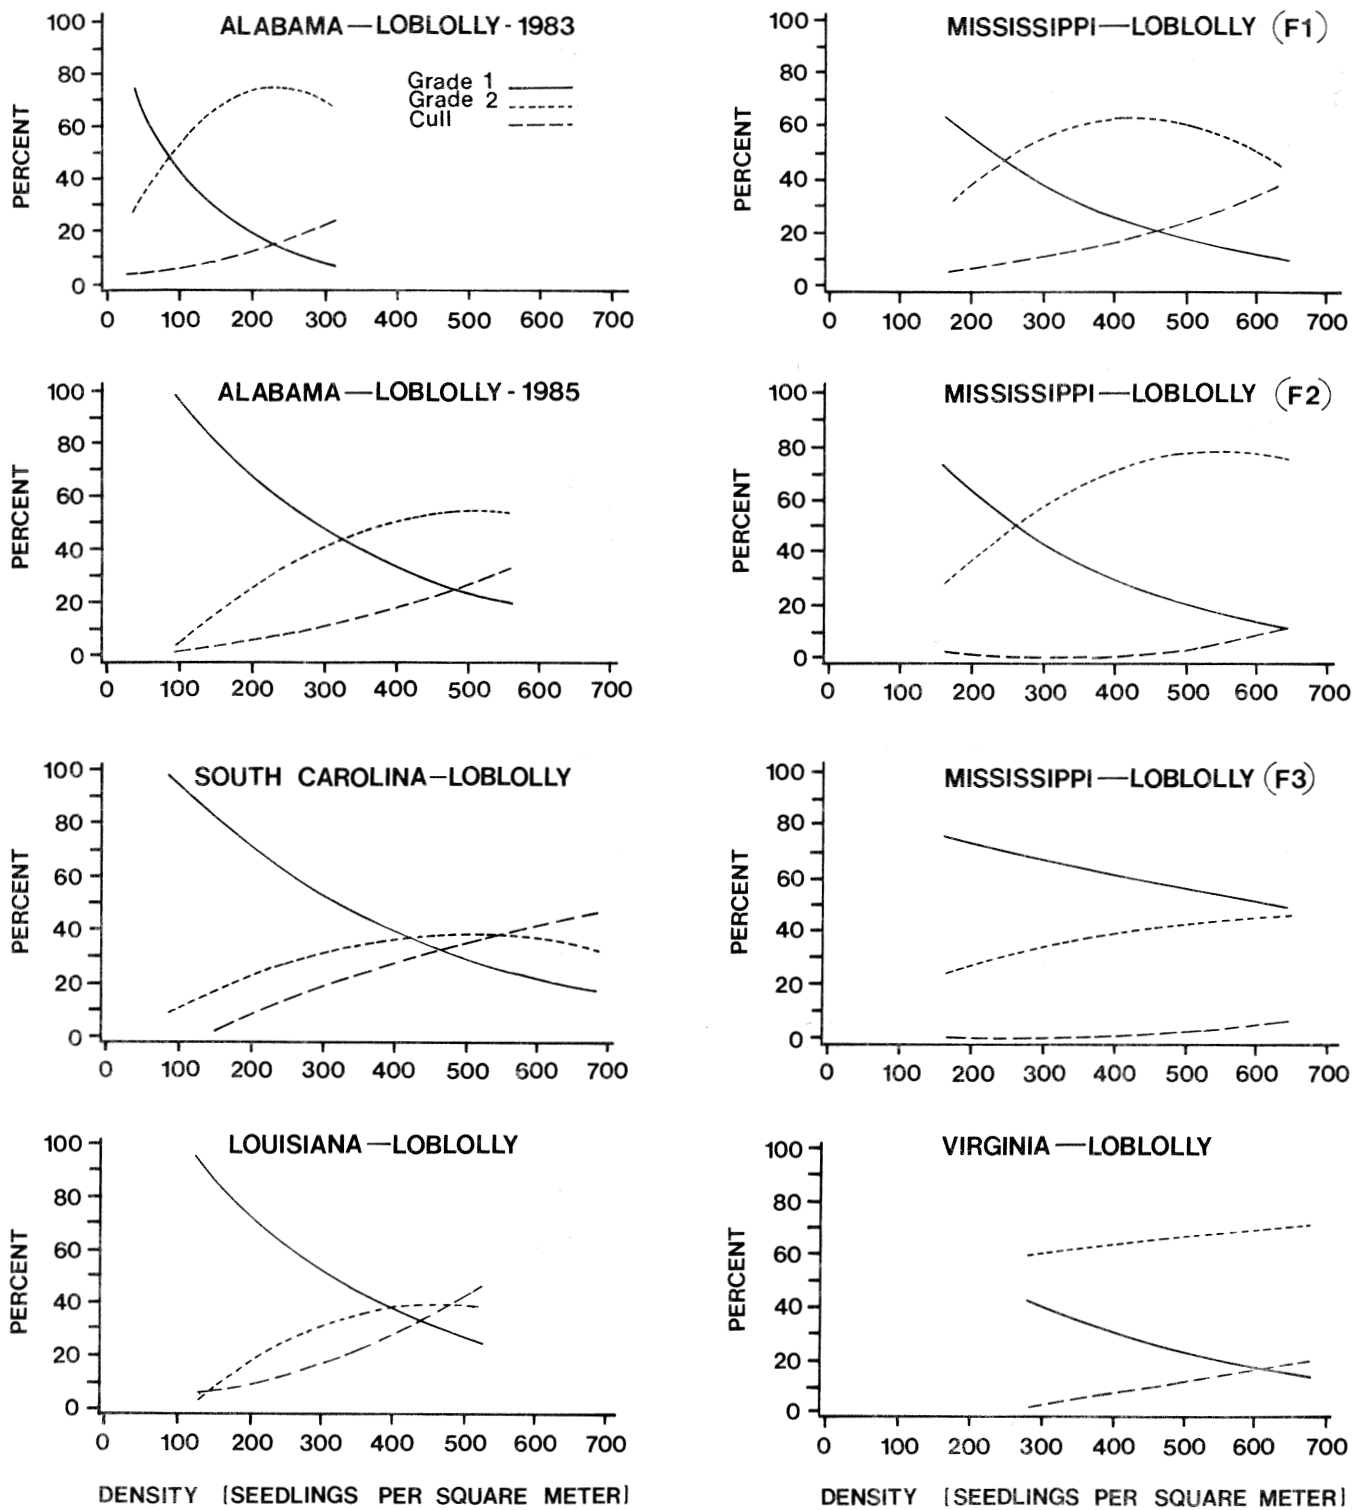 ALABAMA—LOBLOLLY-1983
PERCENT
100
80
60
40
20
0
Grade 1
Grade 2
Cull
0 100 200 300 400 500 600 700
MISSISSIPPI—LOBLOLLY (F1)
PERCENT
100
80
60
40
20
0
0 100 200 300 400 500 600 700
ALABAMA—LOBLOLLY-1985
PERCENT
100
80
60
40
20
0
0 100 200 300 400 500 600 700
MISSISSIPPI—LOBLOLLY (F2)
PERCENT
100
80
60
40
20
0
0 100 200 300 400 500 600 700
SOUTH CAROLINA—LOBLOLLY
PERCENT
100
80
60
40
20
0
0 100 200 300 400 500 600 700
MISSISSIPPI—LOBLOLLY (F3)
PERCENT
100
80
60
40
20
0
0 100 200 300 400 500 600 700
LOUISIANA—LOBLOLLY
PERCENT
100
80
60
40
20
0
0 100 200 300 400 500 600 700
DENSITY [SEEDLINGS PER SQUARE METER]
VIRGINIA—LOBLOLLY
PERCENT
100
80
60
40
20
0
0 100 200 300 400 500 600 700
DENSITY [SEEDLINGS PER SQUARE METER]